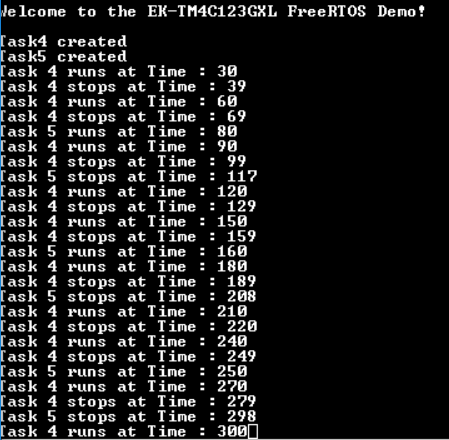 Welcome to the EK-TM4C123GXL FreeRTOS Demo!
Task4 created
Task5 created
Task 4 runs at Time : 30
Task 4 stops at Time : 39
Task 4 runs at Time : 60
Task 4 stops at Time : 69
Task 5 runs at Time : 80
Task 4 runs at Time : 90
Task 4 stops at Time : 99
Task 5 stops at Time : 117
Task 4 runs at Time : 120
Task 4 stops at Time : 129
Task 4 runs at Time : 150
Task 4 stops at Time : 159
Task 5 runs at Time : 160
Task 4 runs at Time : 180
Task 4 stops at Time : 189
Task 5 stops at Time : 208
Task 4 runs at Time : 210
Task 4 stops at Time : 220
Task 4 runs at Time : 240
Task 4 stops at Time : 249
Task 5 runs at Time : 250
Task 4 runs at Time : 270
Task 4 stops at Time : 279
Task 5 stops at Time : 298
Task 4 runs at Time : 300